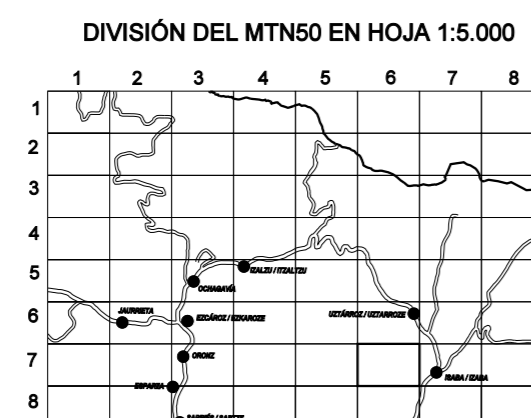 DIVISIÓN DEL MTN50 EN HOJA 1:5.000
1 2 3 4 5 6 7 8
1
2
3
4
5
6
7
8
IZALZU / ITZALTZU
OCHAGAVÍA
JAURRIETA
EZCÁROZ / EZKAROZE
UZTÁRROZ / UZTARROZE
ORONZ
ISABA / IZABA
ESPARZA